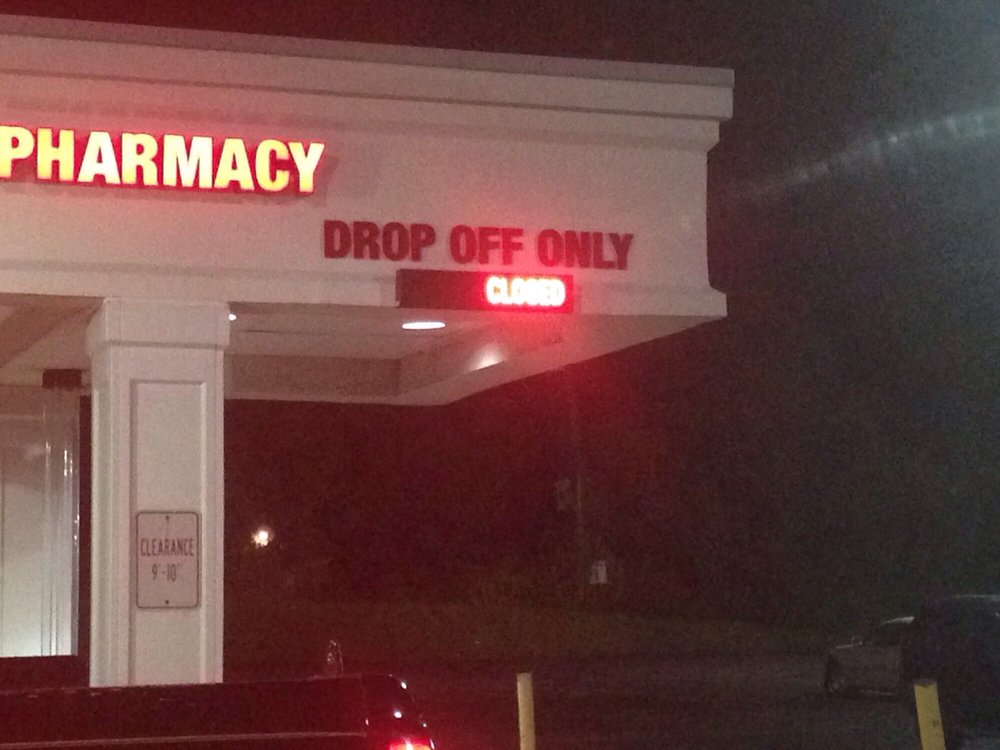 PHARMACY
DROP OFF ONLY
CLOSED
CLEARANCE
9'-10"